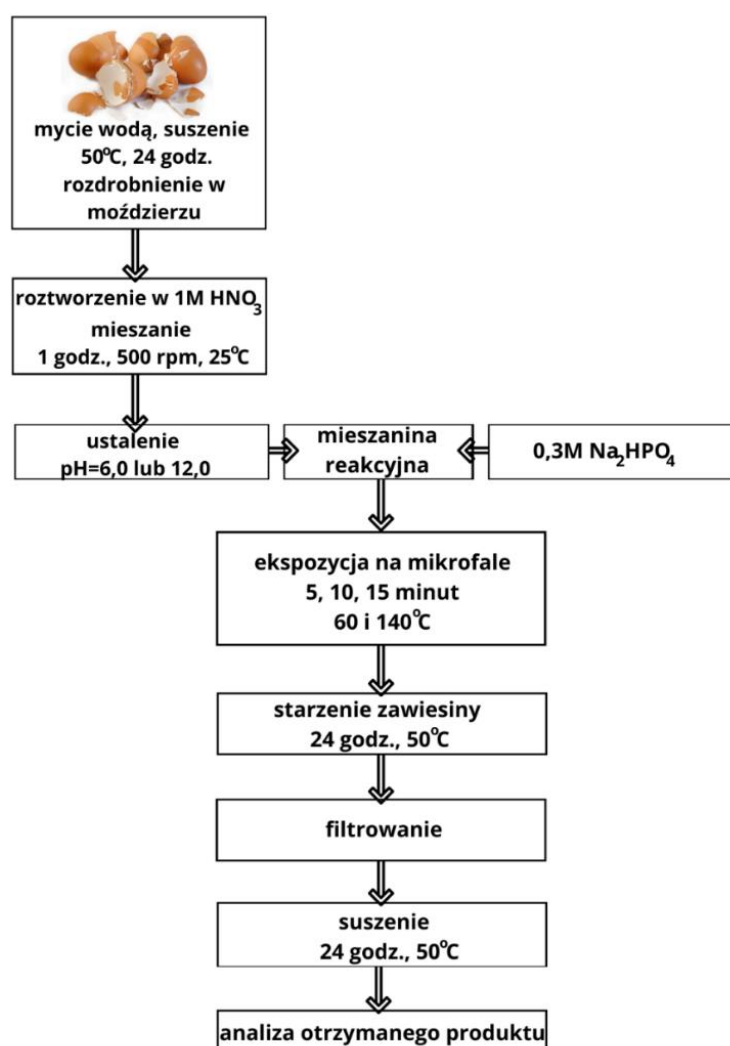 mycie wodą, suszenie
50°C, 24 godz.
rozdrobnienie w
moździerzu
roztworzenie w 1M HNO₃
mieszanie
1 godz., 500 rpm, 25°C
ustalenie
pH=6,0 lub 12,0
mieszanina
reakcyjna
0,3M Na₂HPO₄
ekspozycja na mikrofale
5, 10, 15 minut
60 i 140°C
starzenie zawiesiny
24 godz., 50°C
filtrowanie
suszenie
24 godz., 50°C
analiza otrzymanego produktu